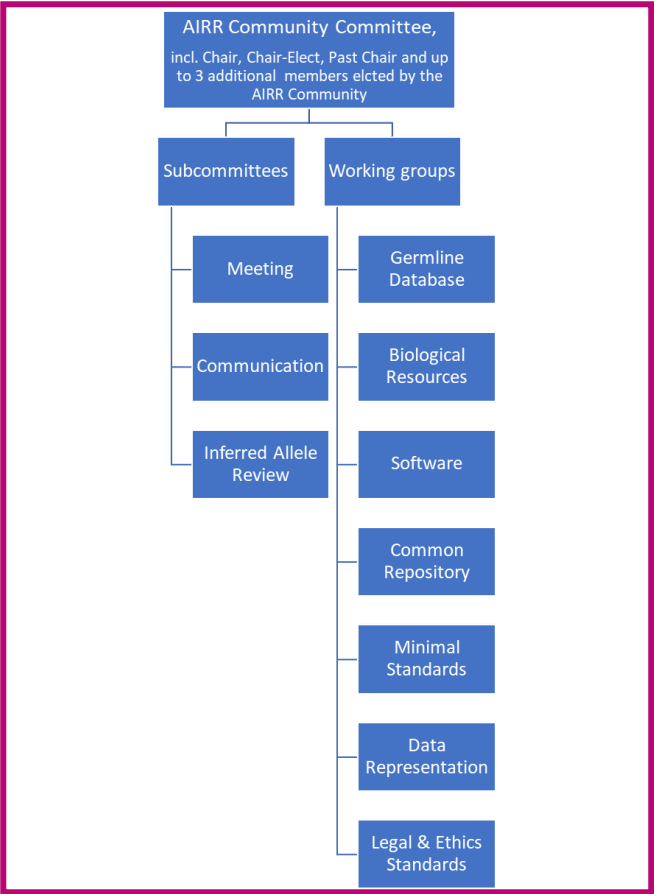 AIRR Community Committee,
incl. Chair, Chair-Elect, Past Chair and up
to 3 additional members elcted by the
AIRR Community
Subcommittees
Working groups
Meeting
Communication
Inferred Allele
Review
Germline
Database
Biological
Resources
Software
Common
Repository
Minimal
Standards
Data
Representation
Legal & Ethics
Standards